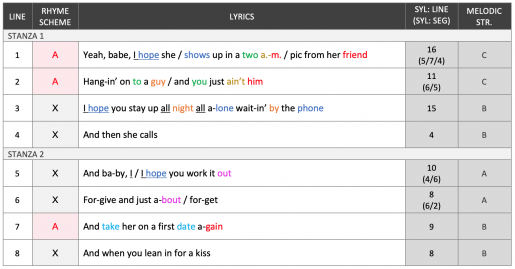 LINE RHYME SCHEME LYRICS SYL: LINE (SYL: SEG) MELODIC STR.
STANZA 1
1 A Yeah, babe, I hope she / shows up in a two a.-m. / pic from her friend 16 (5/7/4) C
2 A Hang-in’ on to a guy / and you just ain’t him 11 (6/5) C
3 X I hope you stay up all night all a-lone wait-in’ by the phone 15 B
4 X And then she calls 4 B
STANZA 2
5 X And ba-by, I / I hope you work it out 10 (4/6) A
6 X For-give and just a-bout / for-get 8 (6/2) A
7 A And take her on a first date a-gain 9 B
8 X And when you lean in for a kiss 8 B